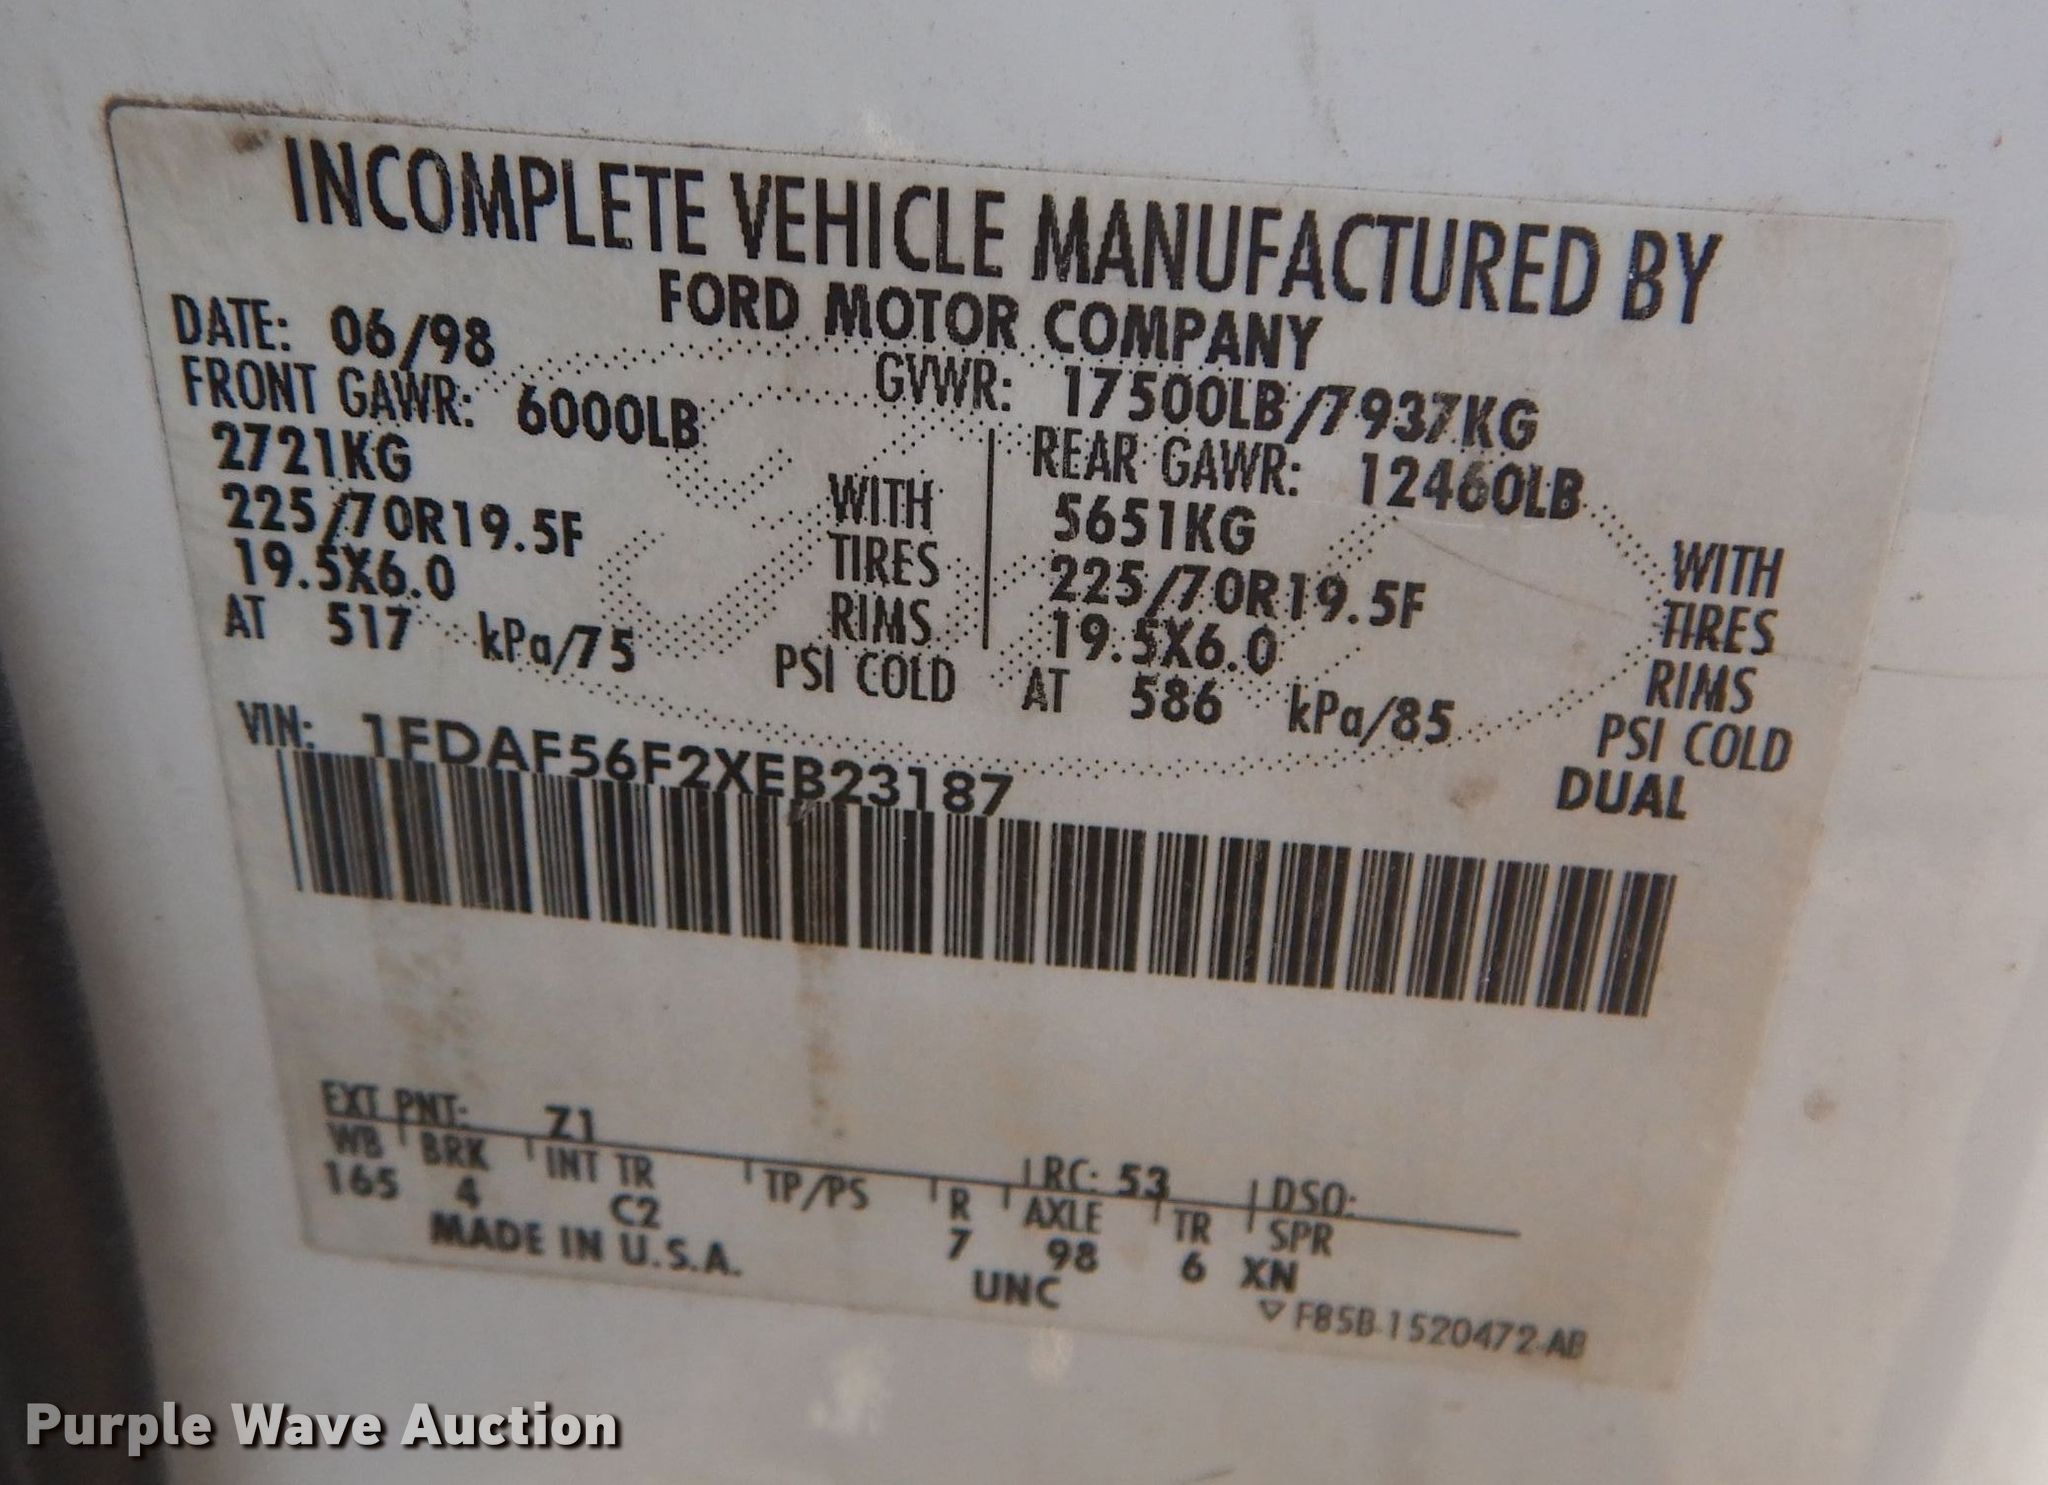 INCOMPLETE VEHICLE MANUFACTURED BY
FORD MOTOR COMPANY
DATE: 06/98 GVWR: 17500LB/7937KG
FRONT GAWR: 6000LB REAR GAWR: 12460LB
2721KG WITH 5651KG WITH
225/70R19.5F TIRES 225/70R19.5F TIRES
19.5X6.0 RIMS 19.5X6.0 RIMS
AT 517 kPa/75 PSI COLD AT 586 kPa/85 PSI COLD
DUAL
VIN: 1FDAF56F2XEB23187
EXT PNT: Z1 RC: 53 DSO:
WB BRK INT TR TP/PS R AXLE TR SPR
165 4 C2 7 98 6 XN
MADE IN U.S.A. UNC
▽ F85B-1520472-AB
Purple Wave Auction